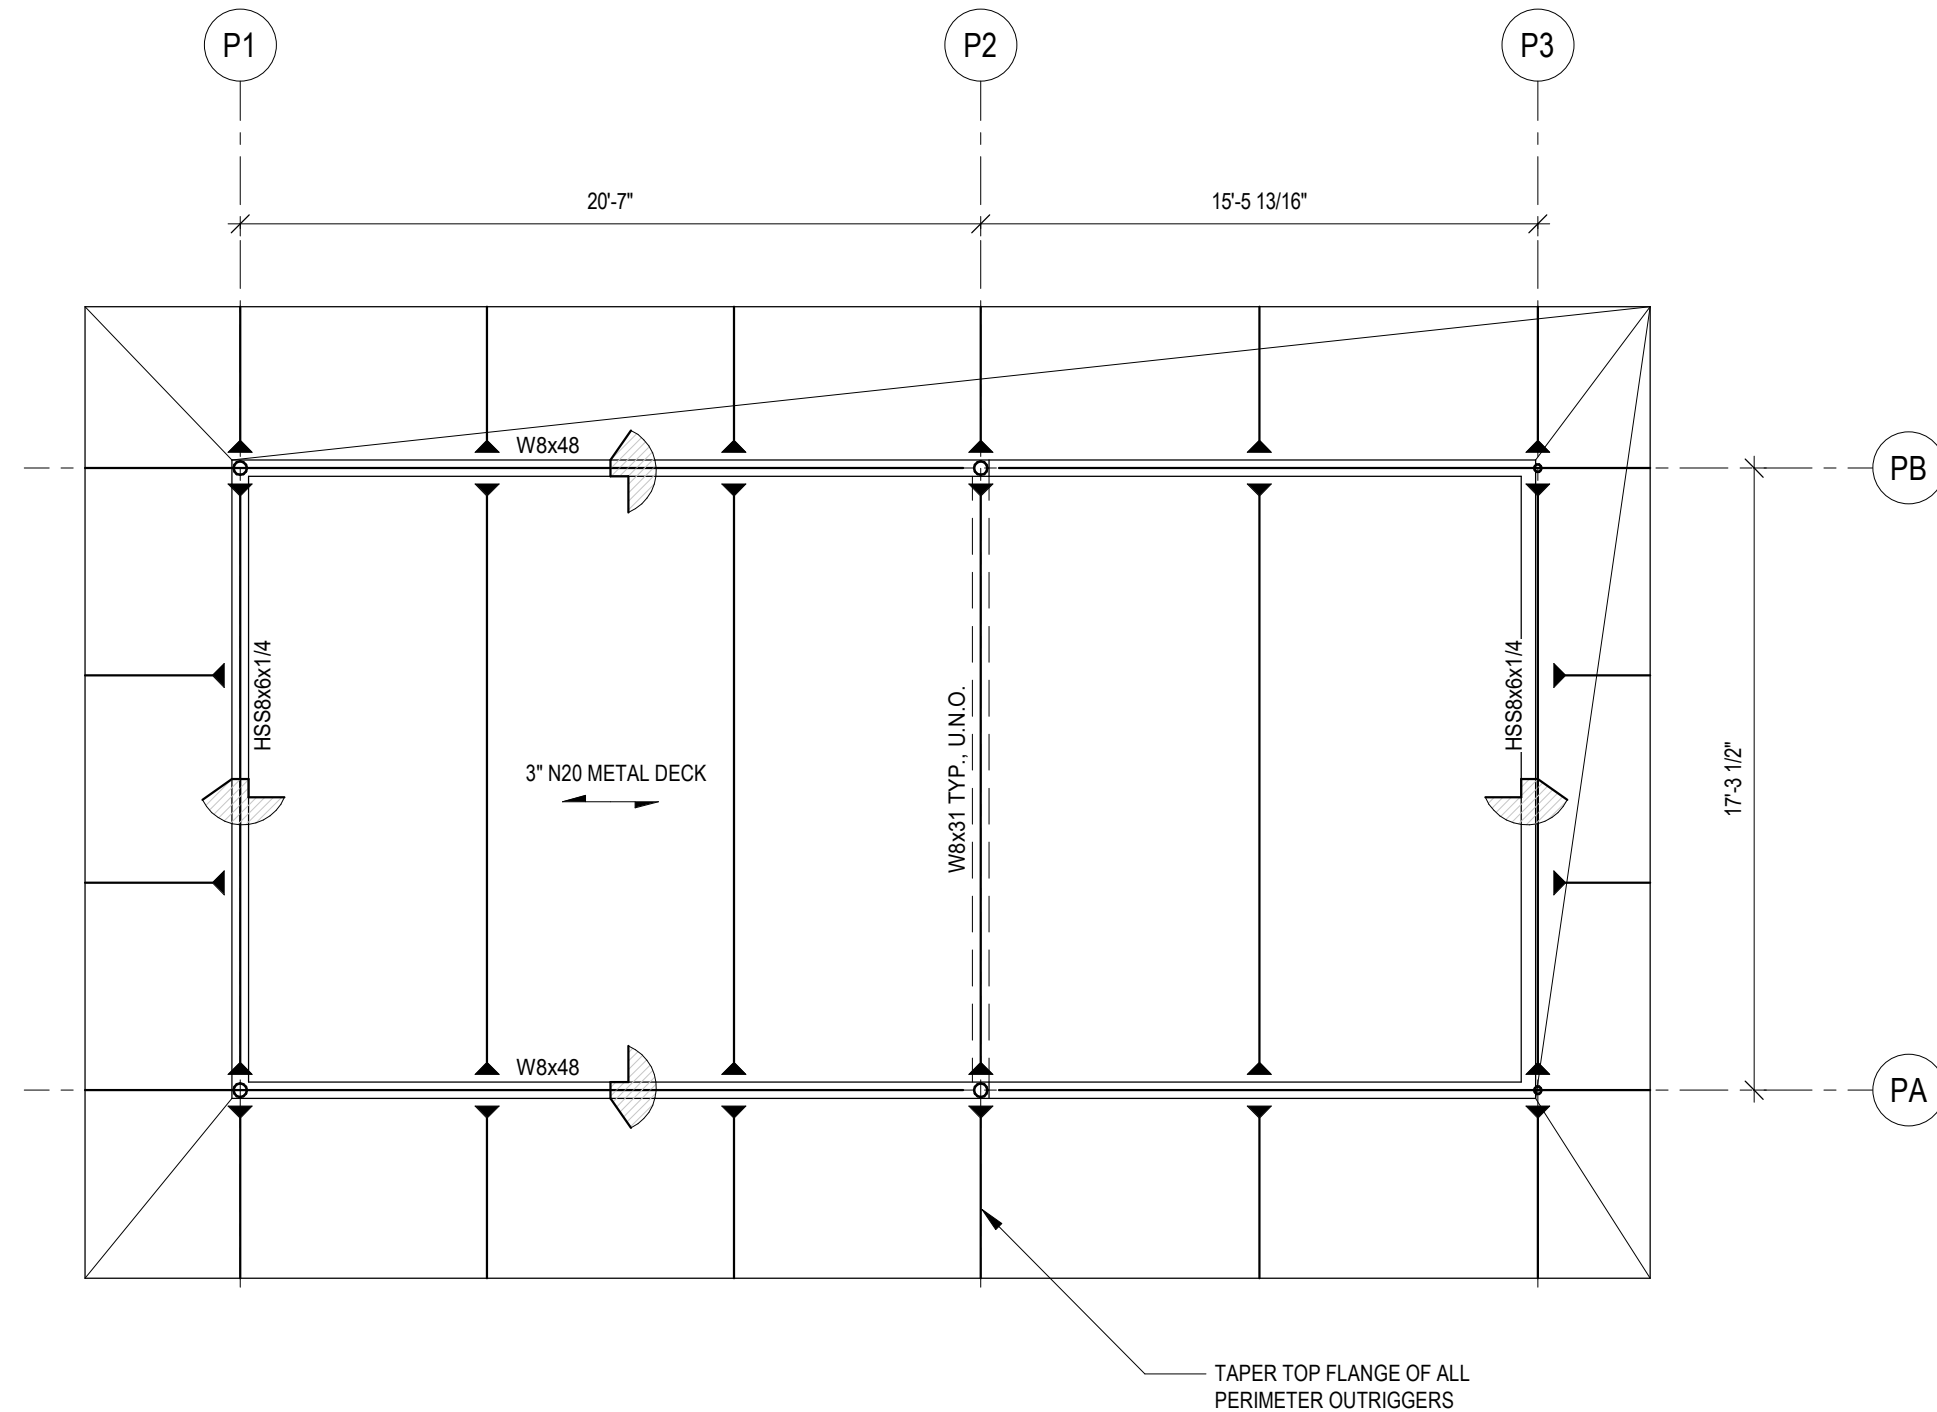 P1
P2
P3
20'-7"
15'-5 13/16"
W8x48
PB
HSS8x6x1/4
HSS8x6x1/4
W8x31 TYP., U.N.O.
3" N20 METAL DECK
17'-3 1/2"
W8x48
PA
TAPER TOP FLANGE OF ALL
PERIMETER OUTRIGGERS